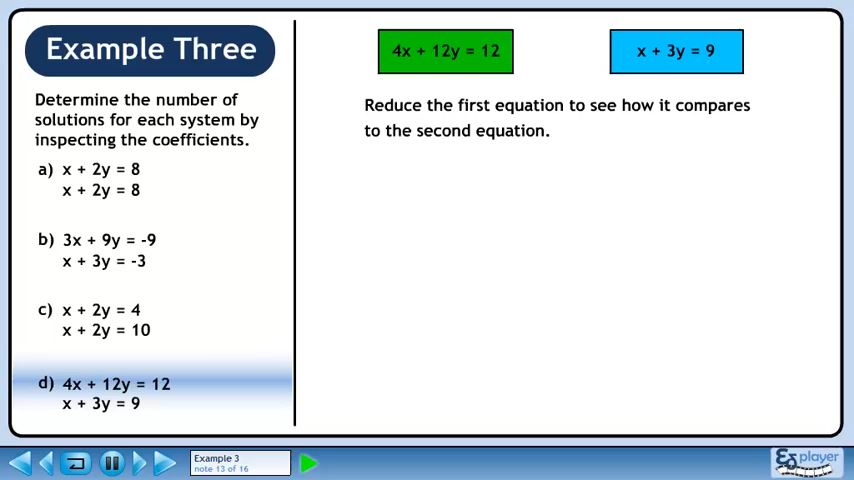 Example Three
Determine the number of
solutions for each system by
inspecting the coefficients.
a) x + 2y = 8
x + 2y = 8
b) 3x + 9y = -9
x + 3y = -3
c) x + 2y = 4
x + 2y = 10
d) 4x + 12y = 12
x + 3y = 9
4x + 12y = 12
x + 3y = 9
Reduce the first equation to see how it compares
to the second equation.
Example 3
note 13 of 16
player